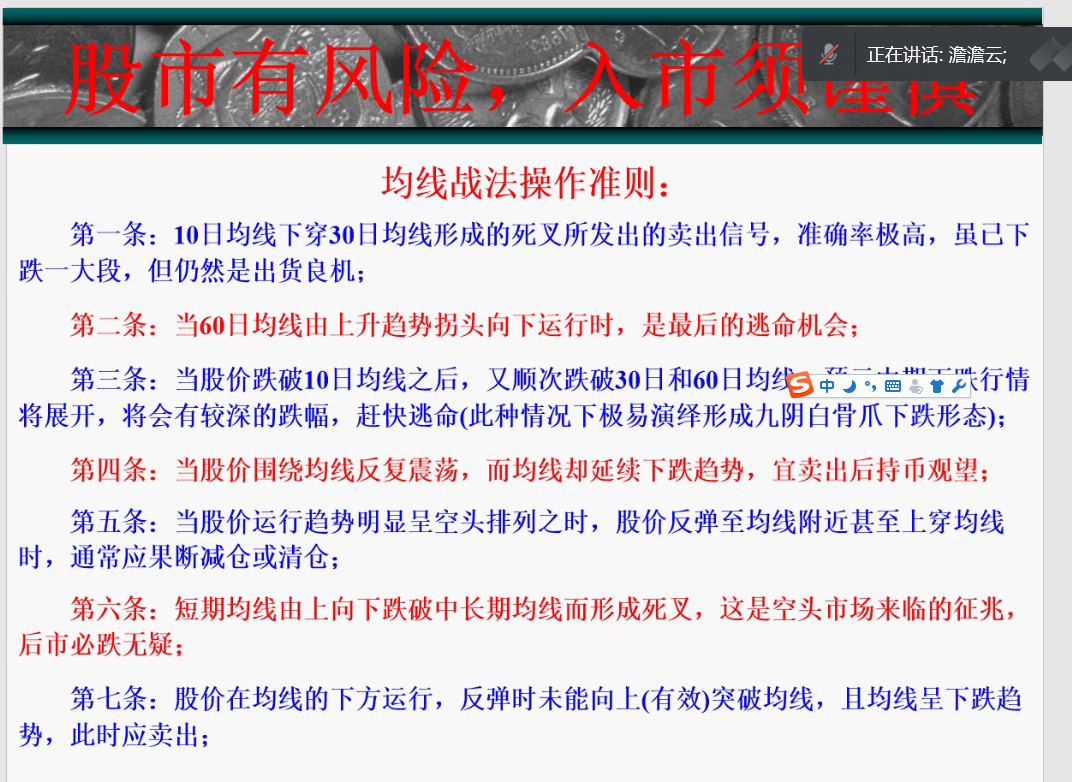 股市有风险，入市须谨慎
正在讲话: 澹澹云;
均线战法操作准则：
第一条：10日均线下穿30日均线形成的死叉所发出的卖出信号，准确率极高，虽已下
跌一大段，但仍然是出货良机；
第二条：当60日均线由上升趋势拐头向下运行时，是最后的逃命机会；
第三条：当股价跌破10日均线之后，又顺次跌破30日和60日均线 下跌行情
中
将展开，将会有较深的跌幅，赶快逃命(此种情况下极易演绎形成九阴白骨爪下跌形态)；
第四条：当股价围绕均线反复震荡，而均线却延续下跌趋势，宜卖出后持币观望；
第五条：当股价运行趋势明显呈空头排列之时，股价反弹至均线附近甚至上穿均线
时，通常应果断减仓或清仓；
第六条：短期均线由上向下跌破中长期均线而形成死叉，这是空头市场来临的征兆，
后市必跌无疑；
第七条：股价在均线的下方运行，反弹时未能向上(有效)突破均线，且均线呈下跌趋
势，此时应卖出；